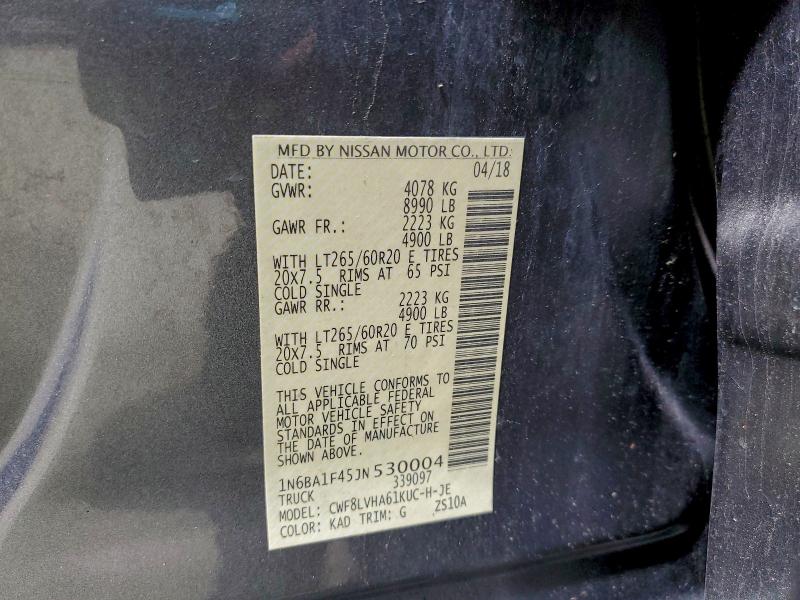 MFD BY NISSAN MOTOR CO., LTD.
DATE: 04/18
GVWR: 4078 KG
8990 LB
GAWR FR.: 2223 KG
4900 LB
WITH LT265/60R20 E TIRES
20X7.5 RIMS AT 65 PSI
COLD SINGLE
GAWR RR.: 2223 KG
4900 LB
WITH LT265/60R20 E TIRES
20X7.5 RIMS AT 70 PSI
COLD SINGLE
THIS VEHICLE CONFORMS TO
ALL APPLICABLE FEDERAL
MOTOR VEHICLE SAFETY
STANDARDS IN EFFECT ON
THE DATE OF MANUFACTURE
SHOWN ABOVE.
1N6BA1F45JN530004
TRUCK 339097
MODEL: CWF8LVHA61KUC-H-JE
COLOR: KAD TRIM: G ZS10A